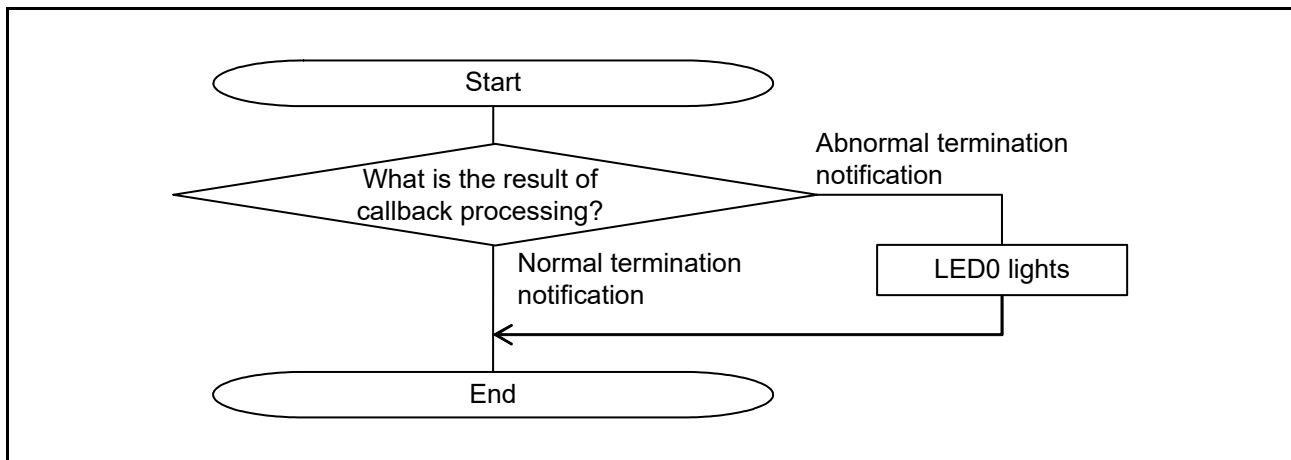 Start
What is the result of
callback processing?
Abnormal termination
notification
Normal termination
notification
LED0 lights
End